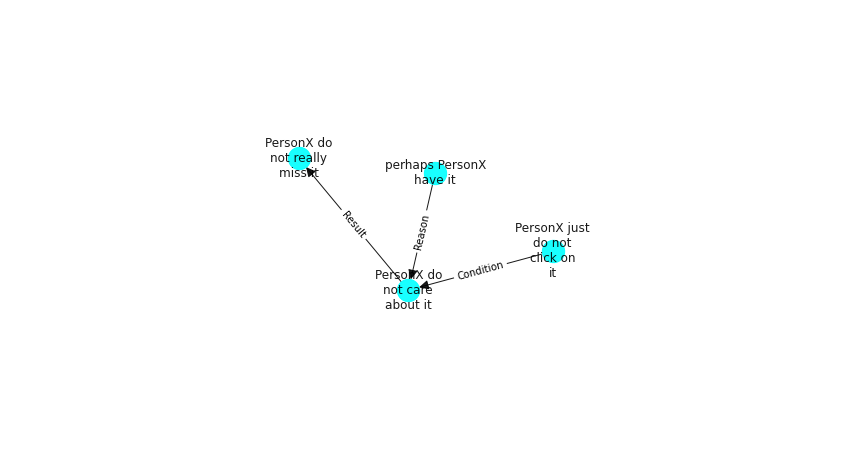 PersonX do
not really
miss it
perhaps PersonX
have it
PersonX just
do not
click on
it
Result
Reason
Condition
PersonX do
not care
about it